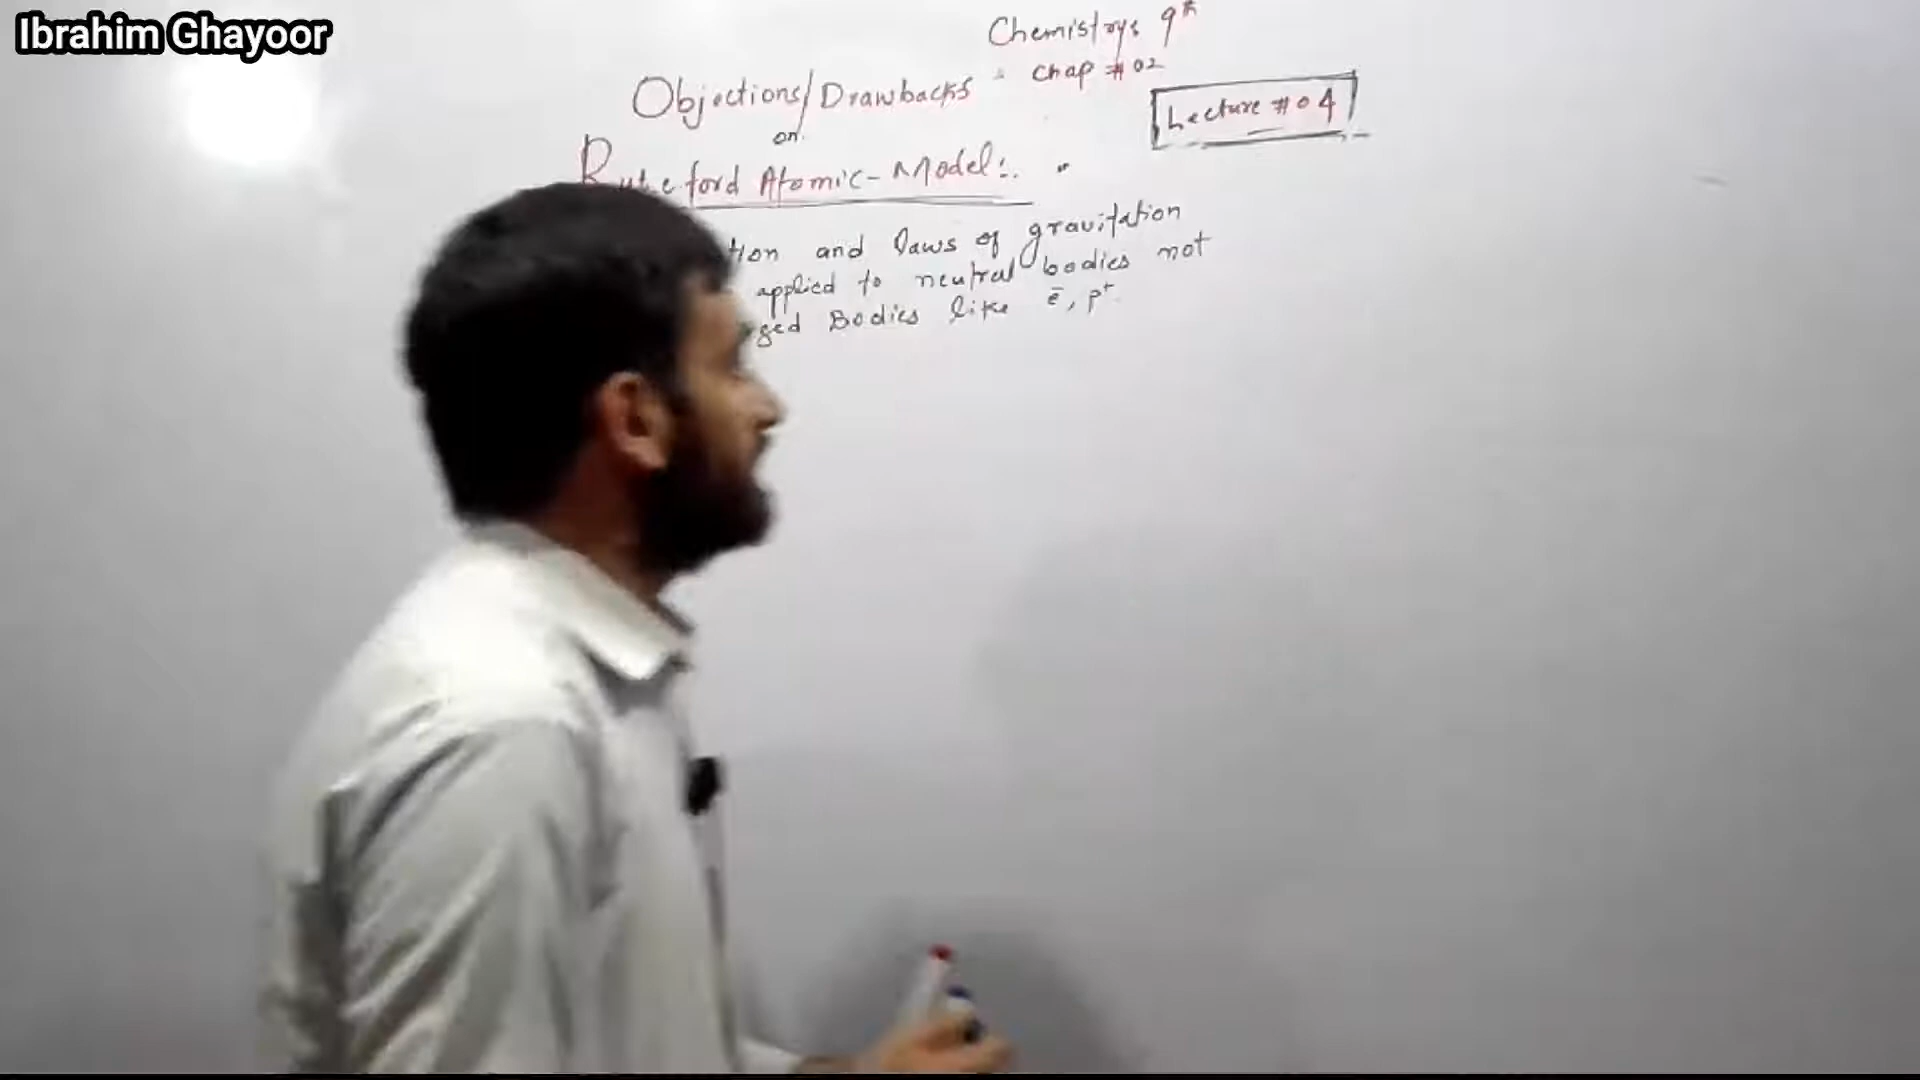 Ibrahim Ghayoor
Chemistry: 9th
Chap # 02
Objections/Drawbacks
Lecture # 04
on
Rutherford Atomic-Model:.
and laws of gravitation
applied to neutral bodies not
Bodies like e̅, p⁺